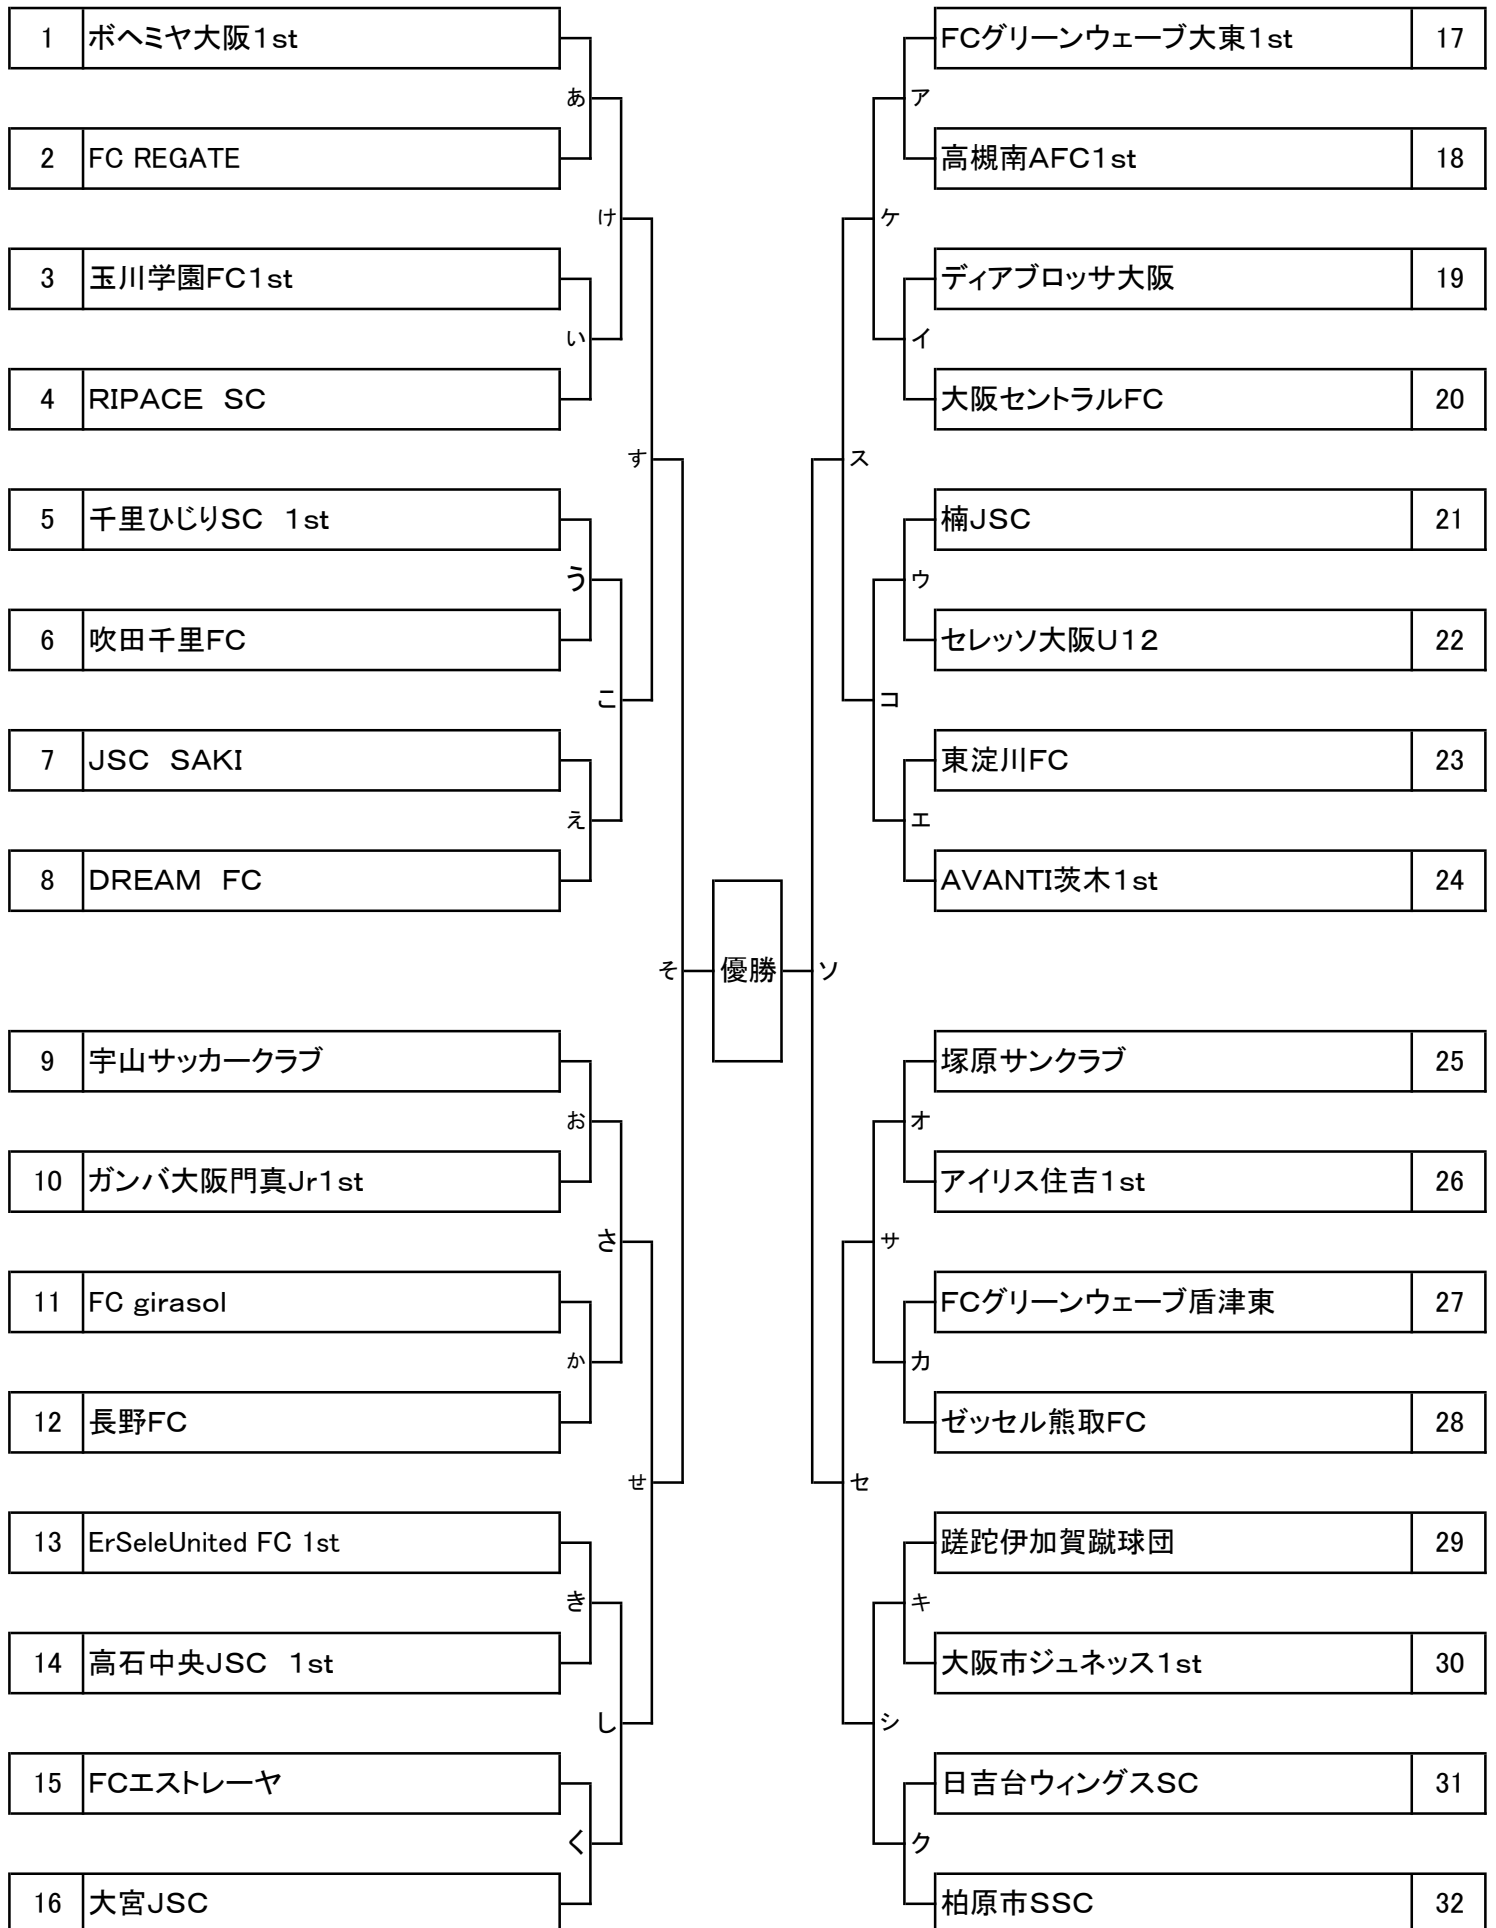 1 ボヘミヤ大阪1st
あ
2 FC REGATE
け
3 玉川学園FC1st
い
4 RIPACE　SC
す
5 千里ひじりSC　1st
う
6 吹田千里FC
こ
7 JSC　SAKI
え
8 DREAM　FC
そ
9 宇山サッカークラブ
お
10 ガンバ大阪門真Jr1st
さ
11 FC girasol
か
12 長野FC
せ
13 ErSeleUnited FC 1st
き
14 高石中央JSC　1st
し
15 FCエストレーヤ
く
16 大宮JSC
優勝
FCグリーンウェーブ大東1st 17
ア
高槻南AFC1st 18
ケ
ディアブロッサ大阪 19
イ
大阪セントラルFC 20
ス
楠JSC 21
ウ
セレッソ大阪U12 22
コ
東淀川FC 23
エ
AVANTI茨木1st 24
ソ
塚原サンクラブ 25
オ
アイリス住吉1st 26
サ
FCグリーンウェーブ盾津東 27
カ
ゼッセル熊取FC 28
セ
蹉跎伊加賀蹴球団 29
キ
大阪市ジュネッス1st 30
シ
日吉台ウィングスSC 31
ク
柏原市SSC 32